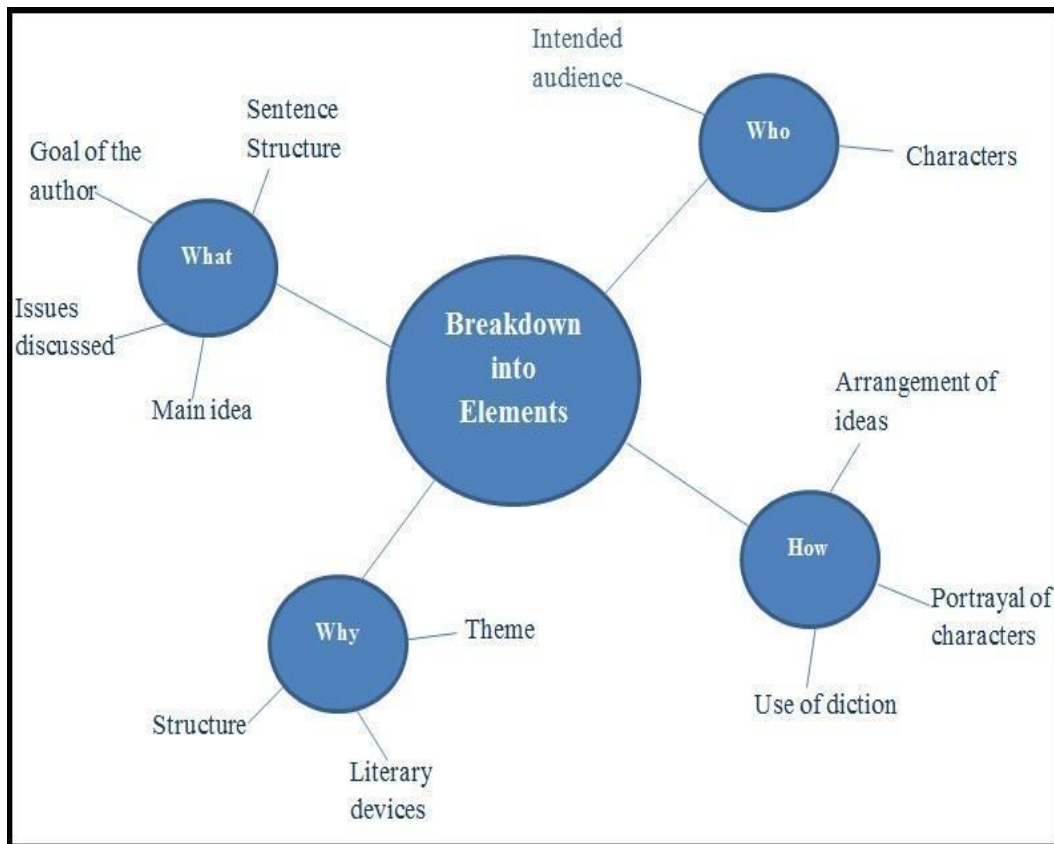 Breakdown
into
Elements
What
Goal of the
author
Sentence
Structure
Issues
discussed
Main idea
Who
Intended
audience
Characters
How
Arrangement of
ideas
Portrayal of
characters
Use of diction
Why
Theme
Structure
Literary
devices